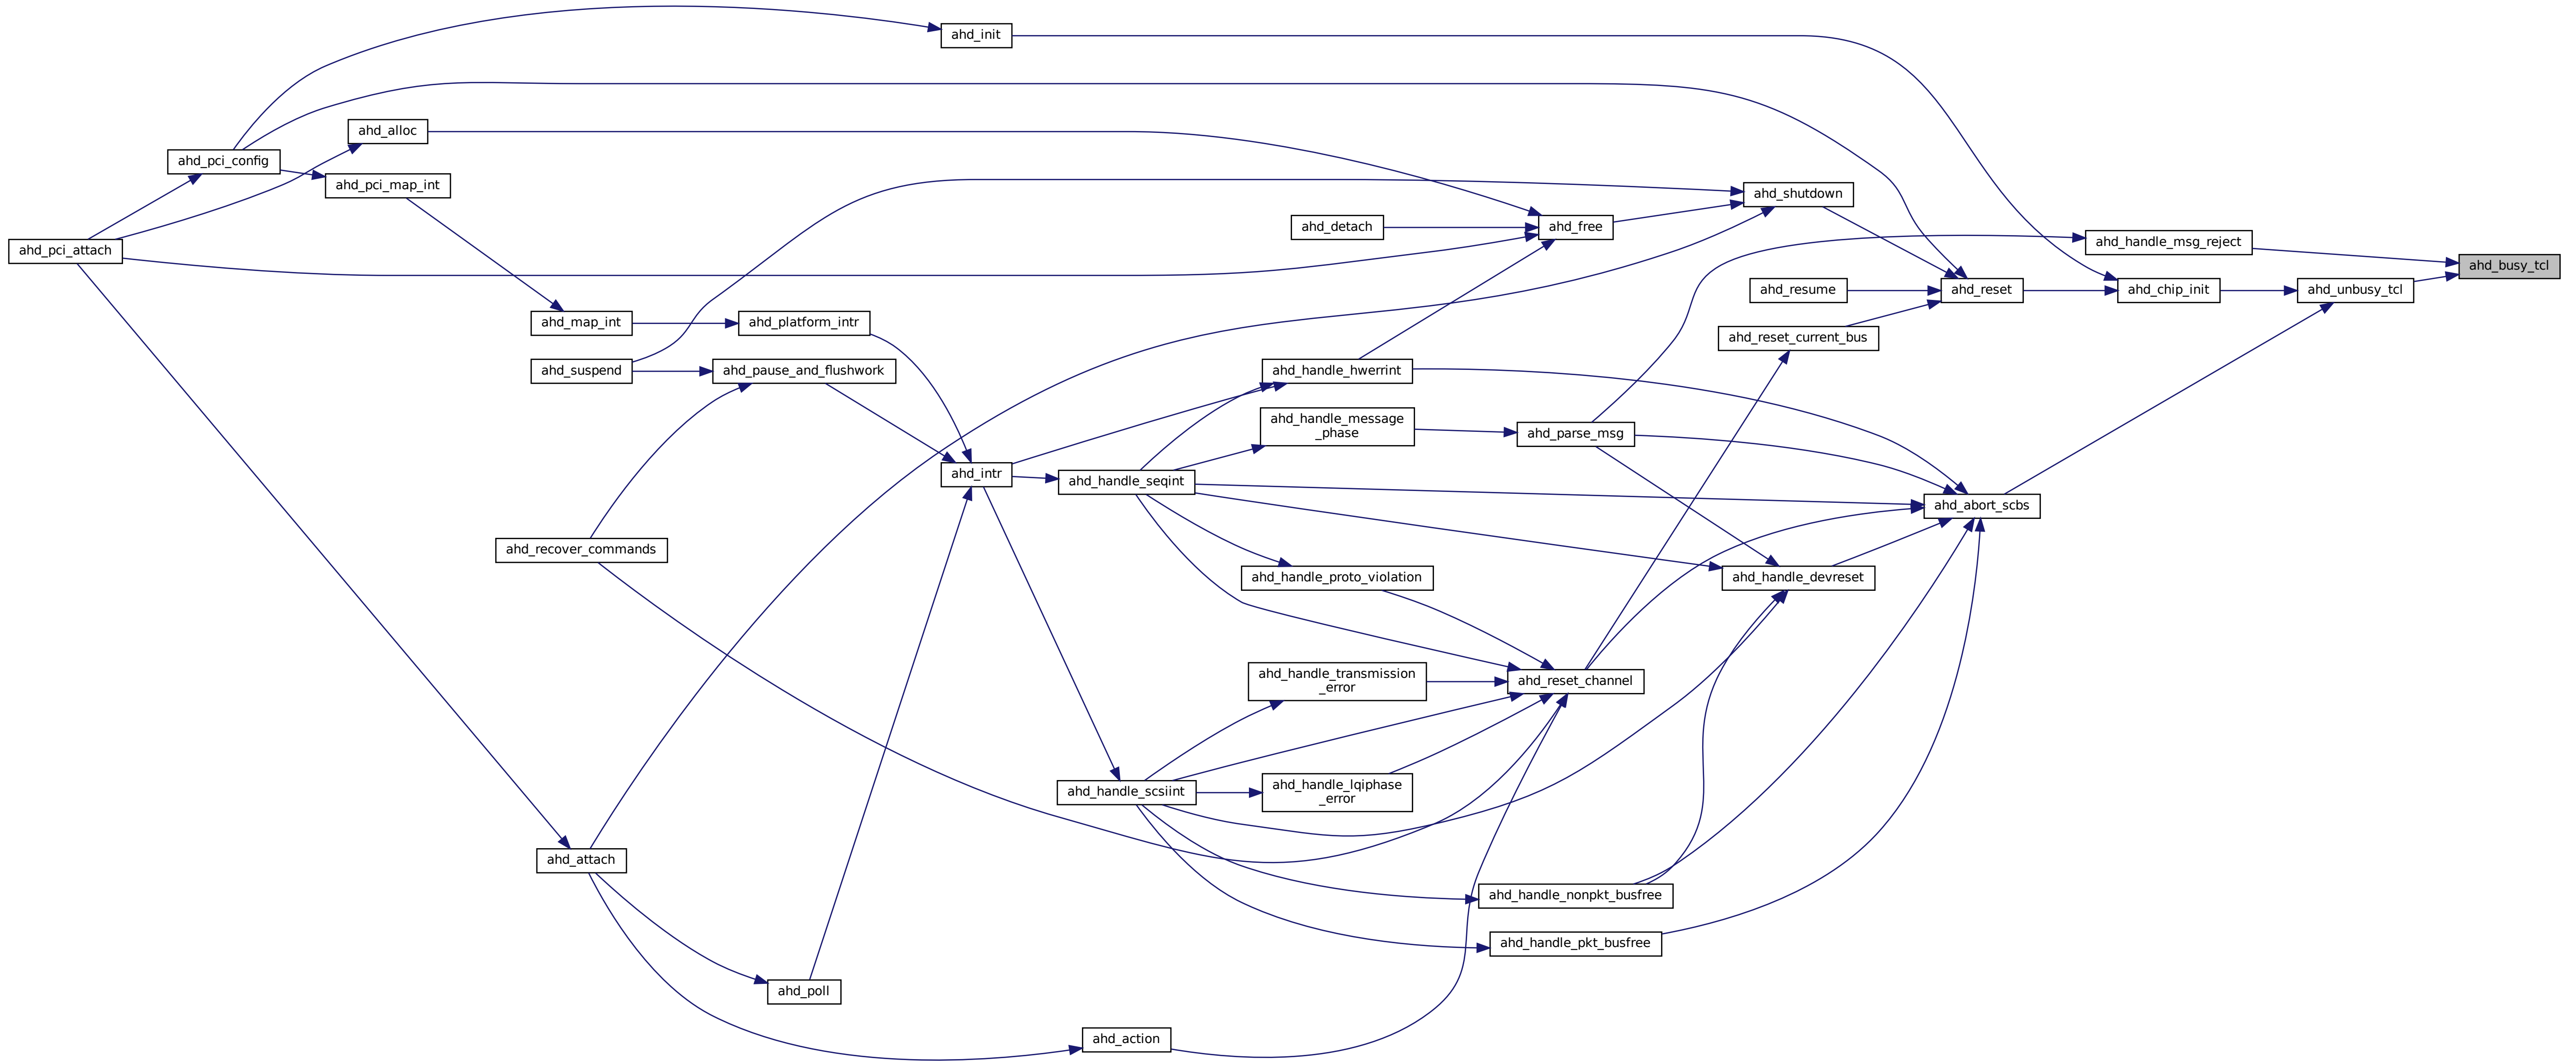 ahd_init
ahd_alloc
ahd_pci_config
ahd_pci_map_int
ahd_shutdown
ahd_detach
ahd_free
ahd_pci_attach
ahd_handle_msg_reject
ahd_busy_tcl
ahd_resume
ahd_reset
ahd_chip_init
ahd_unbusy_tcl
ahd_map_int
ahd_platform_intr
ahd_reset_current_bus
ahd_suspend
ahd_pause_and_flushwork
ahd_handle_hwerrint
ahd_handle_message
_phase
ahd_parse_msg
ahd_intr
ahd_handle_seqint
ahd_abort_scbs
ahd_recover_commands
ahd_handle_proto_violation
ahd_handle_devreset
ahd_handle_transmission
_error
ahd_reset_channel
ahd_handle_scsiint
ahd_handle_lqiphase
_error
ahd_attach
ahd_handle_nonpkt_busfree
ahd_handle_pkt_busfree
ahd_poll
ahd_action